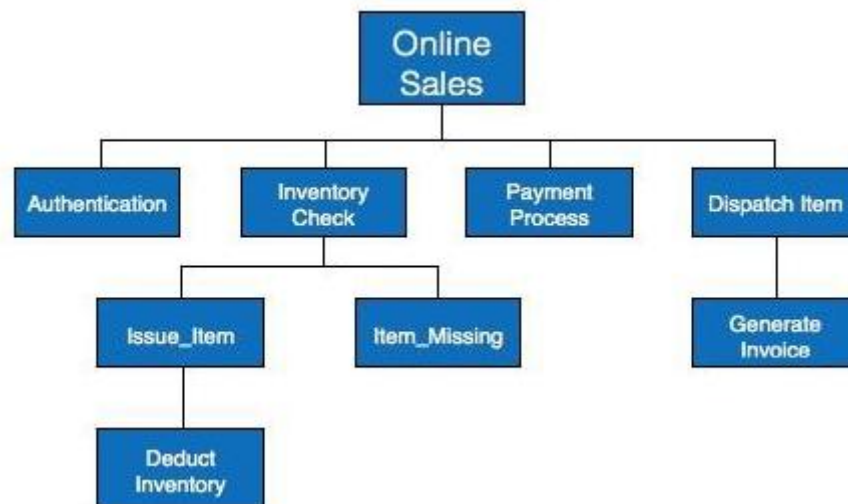 Online
Sales
Authentication
Inventory
Check
Payment
Process
Dispatch Item
Issue_Item
Item_Missing
Generate
Invoice
Deduct
Inventory